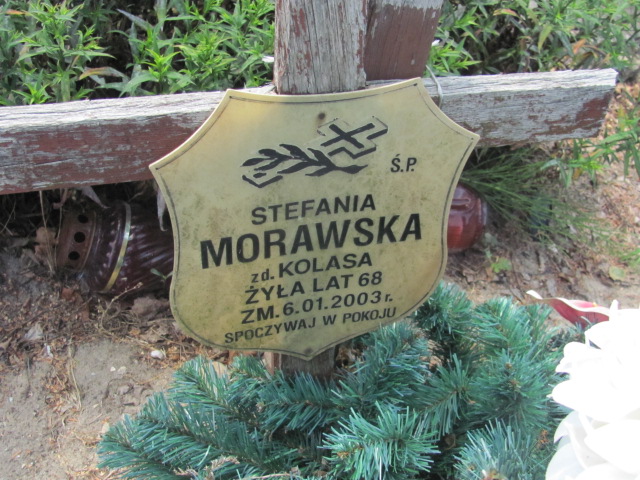 Ś.P.
STEFANIA
MORAWSKA
zd. KOLASA
ŻYŁA LAT 68
ZM. 6.01.2003 r.
SPOCZYWAJ W POKOJU